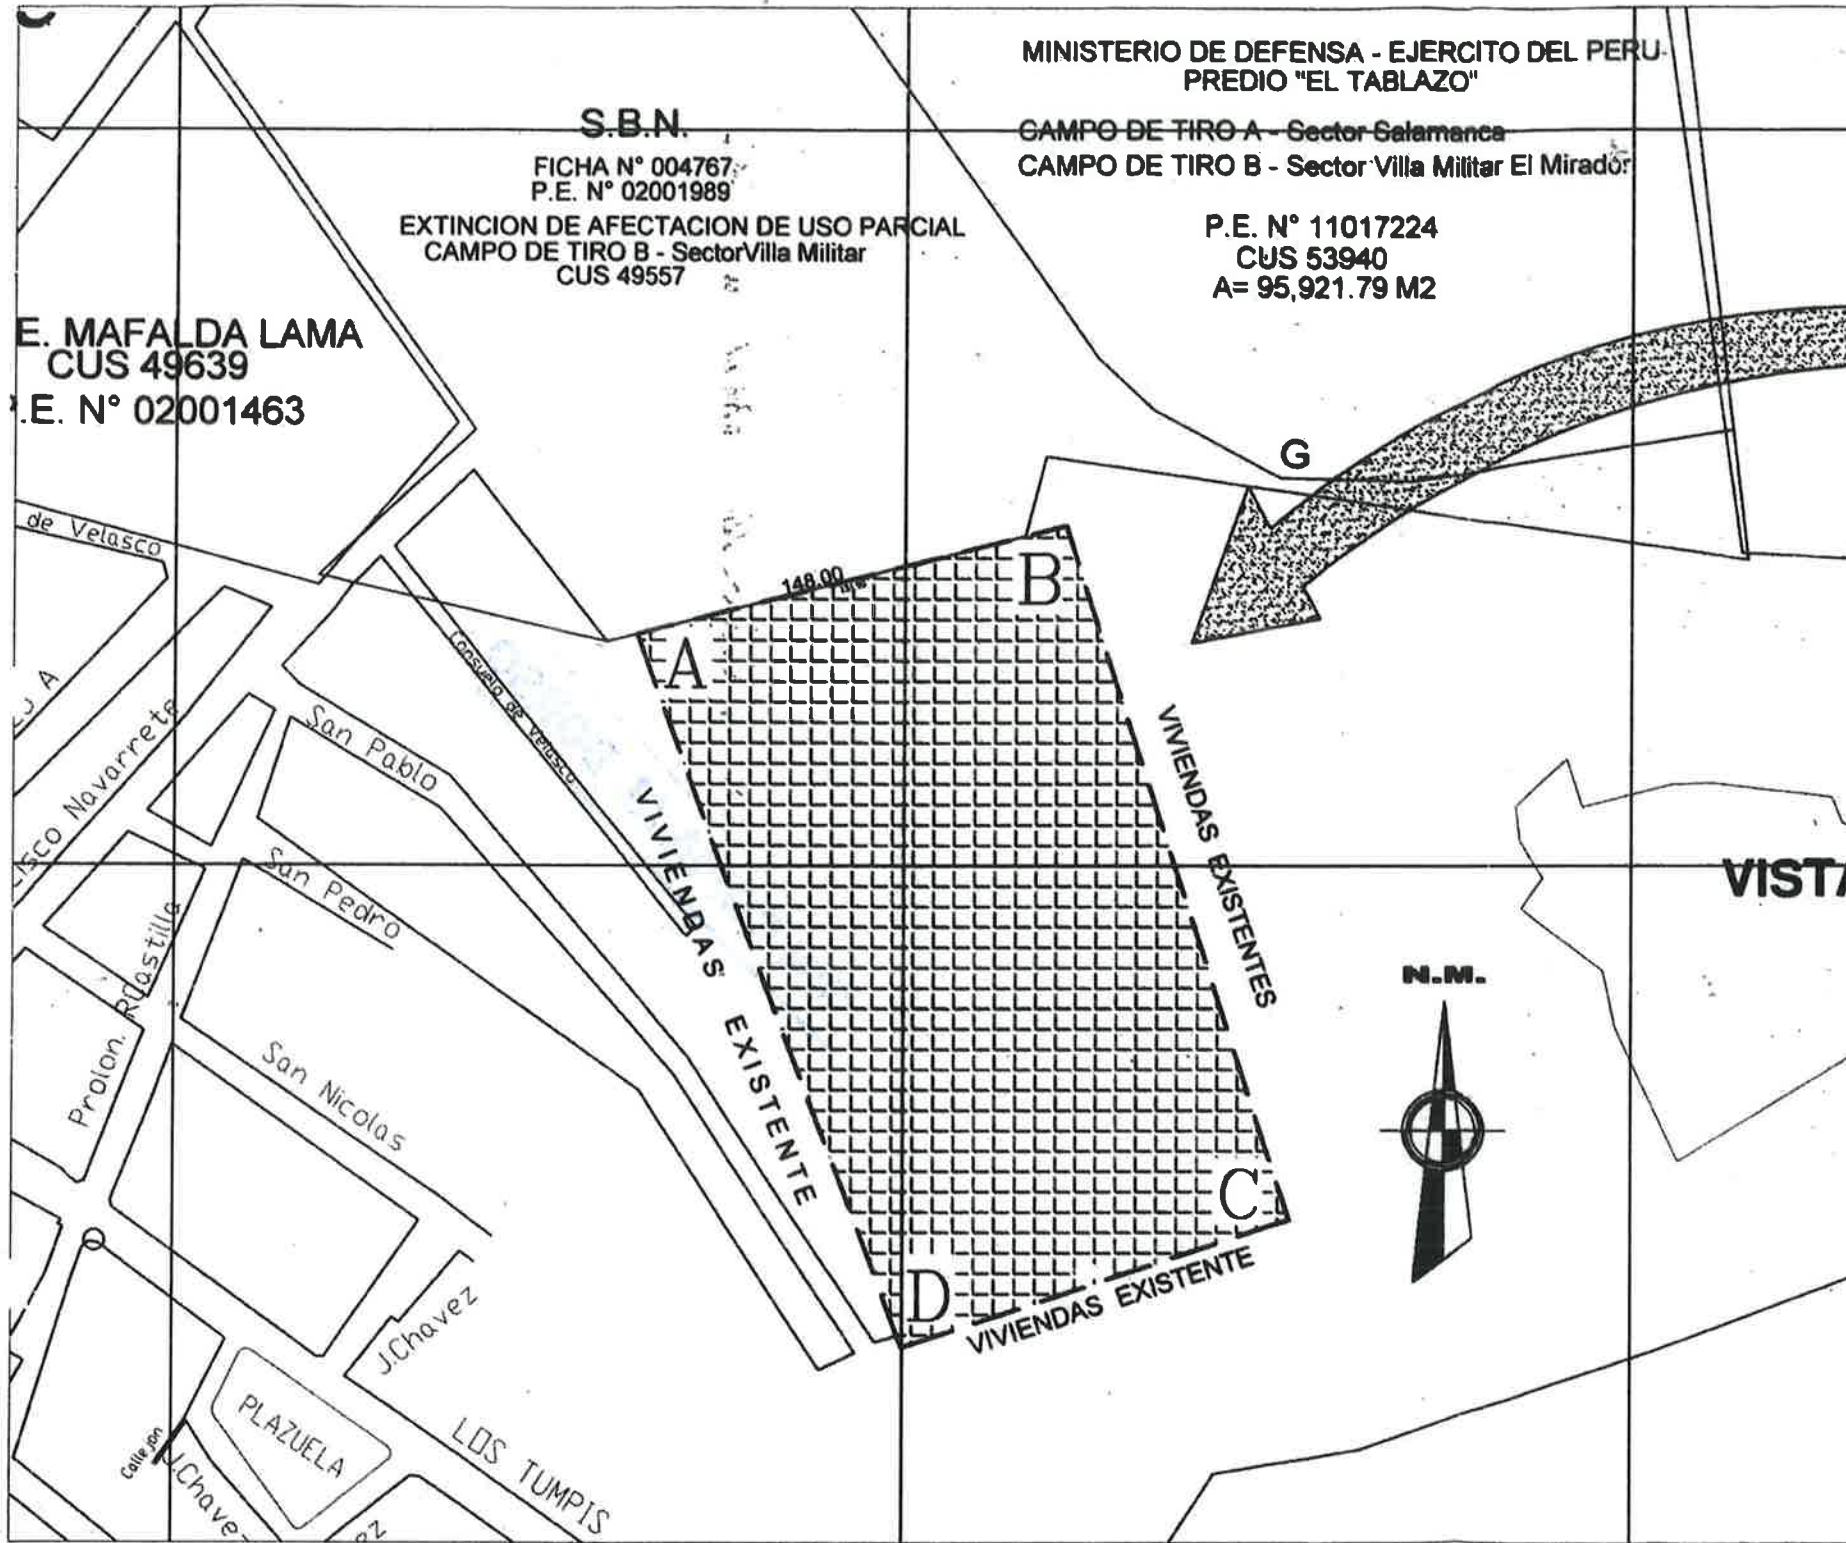 MINISTERIO DE DEFENSA - EJERCITO DEL PERU
PREDIO "EL TABLAZO"
CAMPO DE TIRO A - Sector Salamanca
CAMPO DE TIRO B - Sector Villa Militar El Mirador
P.E. N° 11017224
CUS 53940
A= 95,921.79 M2
S.B.N.
FICHA N° 004767
P.E. N° 02001989
EXTINCION DE AFECTACION DE USO PARCIAL
CAMPO DE TIRO B - SectorVilla Militar
CUS 49557
E. MAFALDA LAMA
CUS 49639
.E. N° 02001463
G
de Velasco
148.00
A
B
C
D
Consuelo de Velasco
VIVIENDAS EXISTENTE
VIVIENDAS EXISTENTES
VIVIENDAS EXISTENTE
VISTA
N.M.
A
San Pablo
Navarrete
San Pedro
Prolon. R.Castilla
San Nicolas
J.Chavez
PLAZUELA
Callejon
J.Chavez
LOS TUMPIS